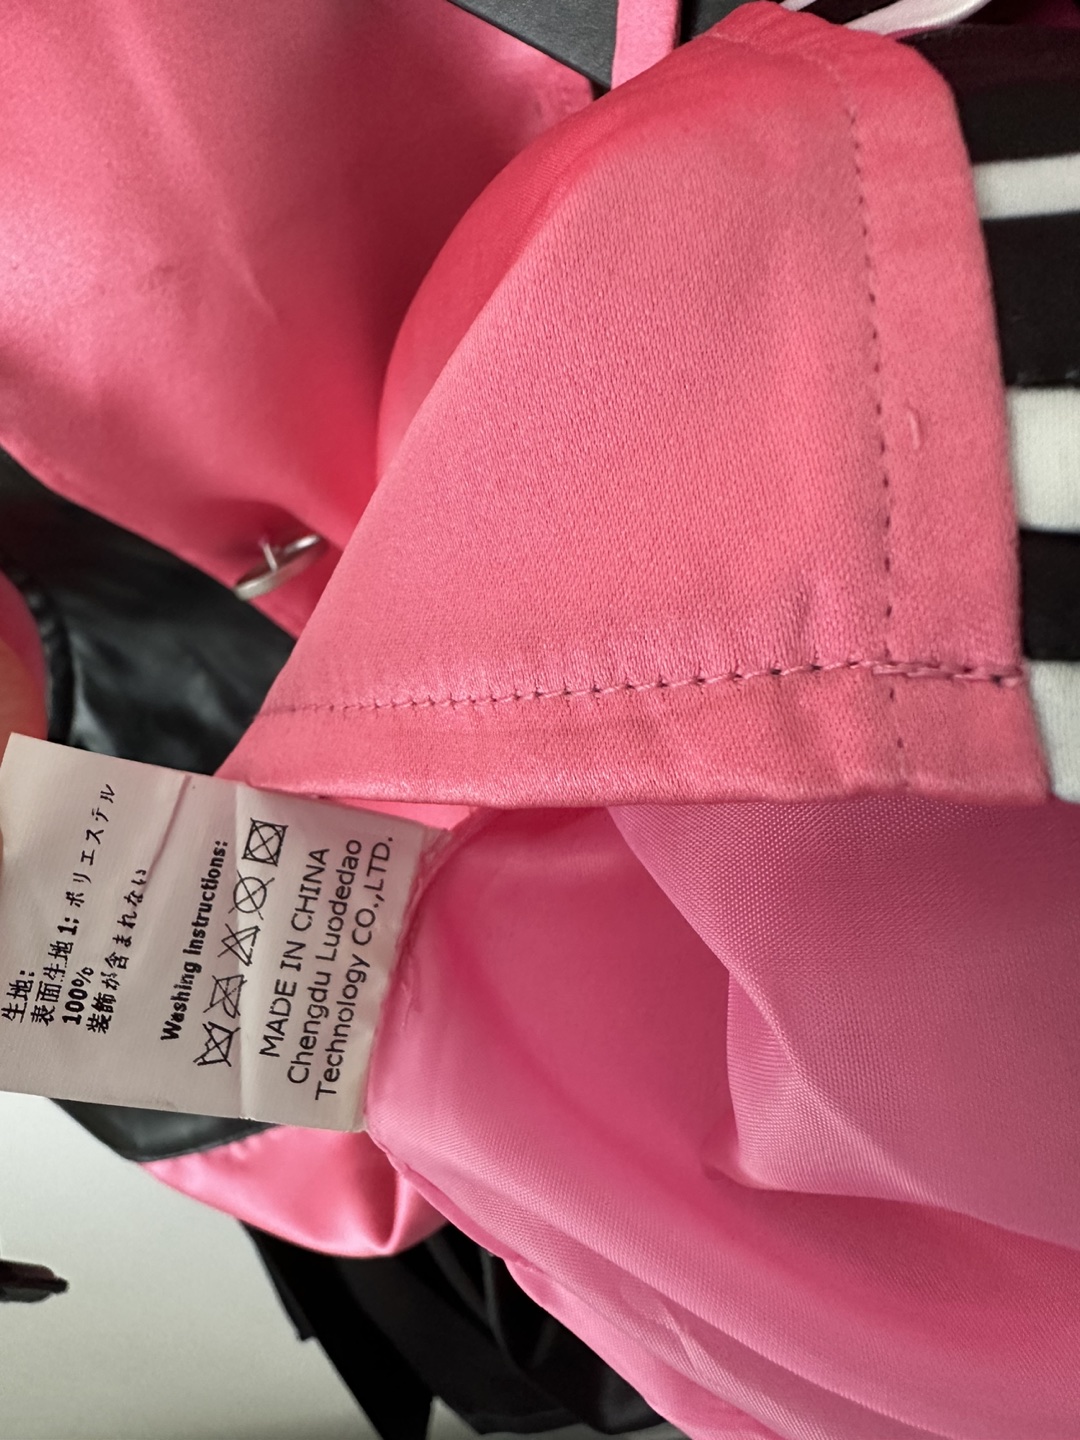 生地:
表面生地1: ポリエステル
100%
装飾が含まれない
Washing Instructions:
MADE IN CHINA
Chengdu Luodedao
Technology CO.,LTD.